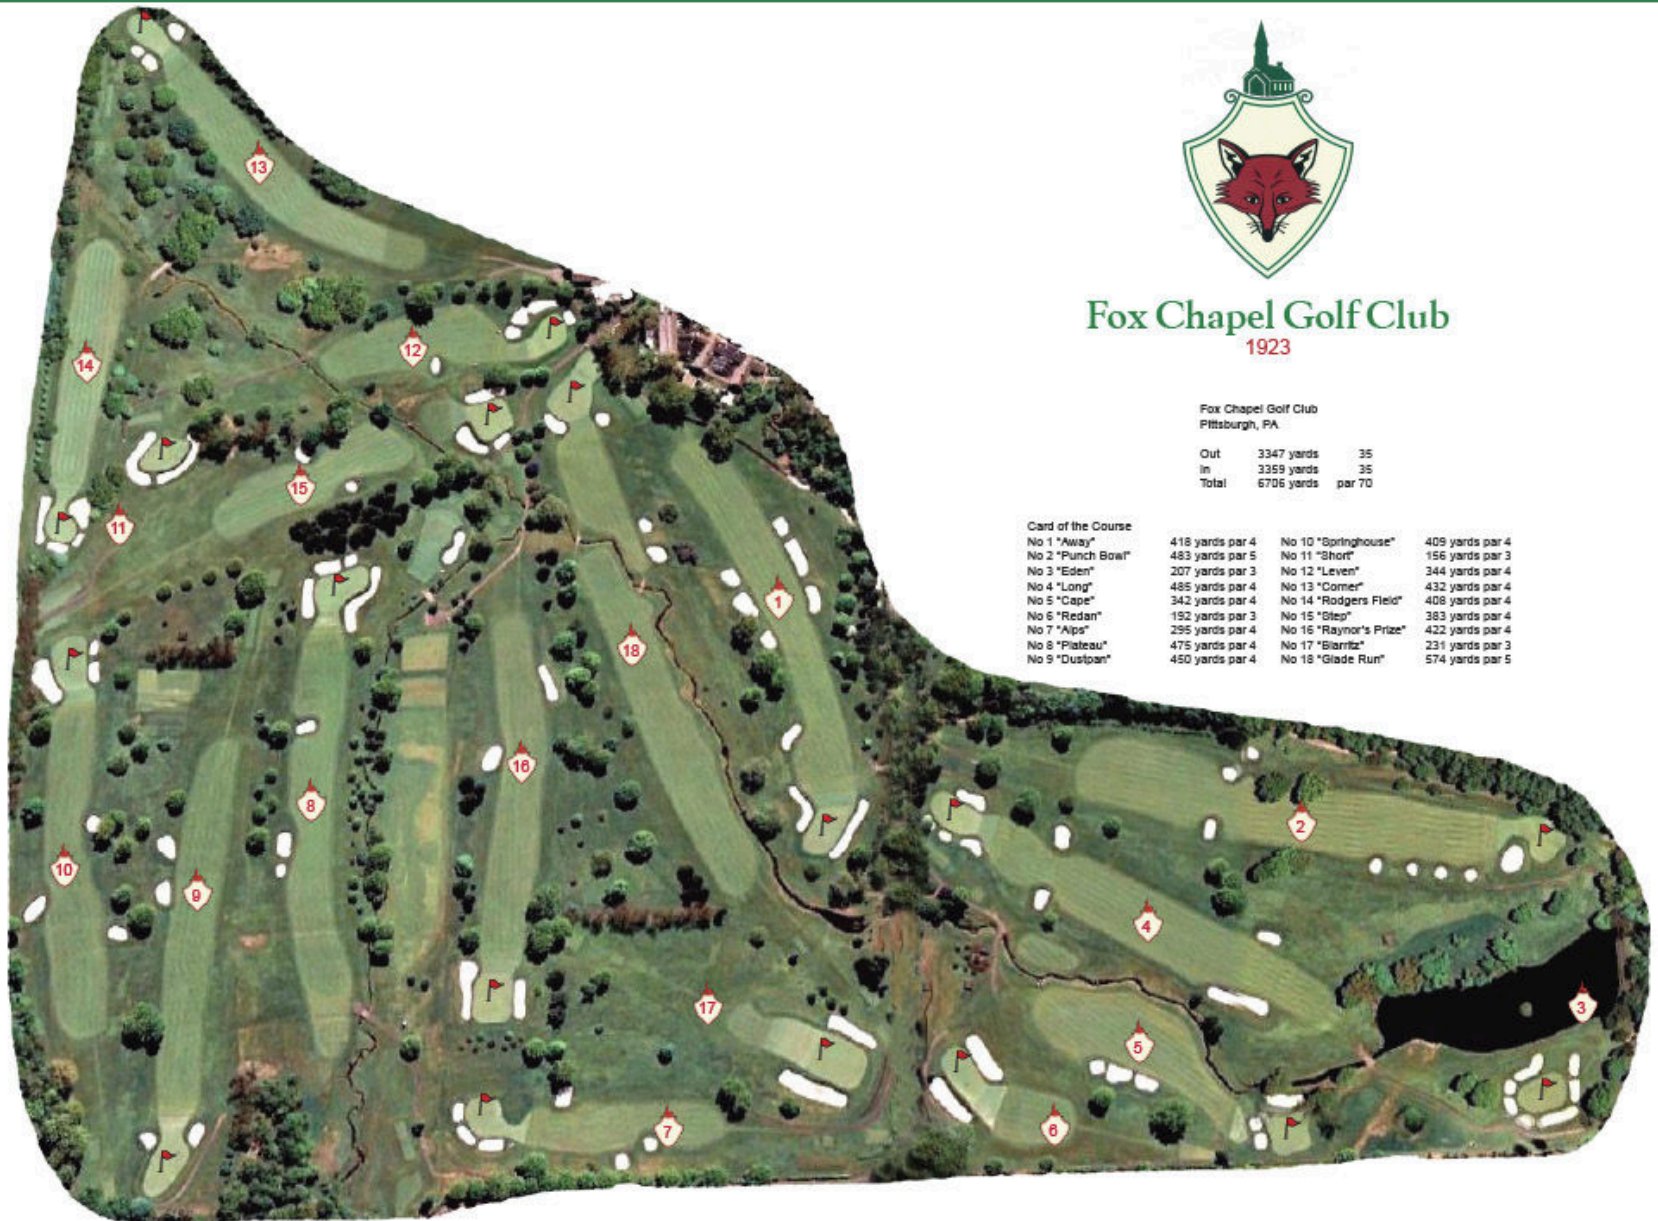 Fox Chapel Golf Club
1923
Fox Chapel Golf Club
Pittsburgh, PA
Out 3347 yards 35
In 3359 yards 35
Total 6706 yards par 70
Card of the Course
No 1 "Away" 418 yards par 4 No 10 "Springhouse" 409 yards par 4
No 2 "Punch Bowl" 483 yards par 5 No 11 "Short" 156 yards par 3
No 3 "Eden" 207 yards par 3 No 12 "Leven" 344 yards par 4
No 4 "Long" 485 yards par 4 No 13 "Corner" 432 yards par 4
No 5 "Cape" 342 yards par 4 No 14 "Rodgers Field" 408 yards par 4
No 6 "Redan" 192 yards par 3 No 15 "Step" 383 yards par 4
No 7 "Alps" 295 yards par 4 No 16 "Raynor's Prize" 422 yards par 4
No 8 "Plateau" 475 yards par 4 No 17 "Biarritz" 231 yards par 3
No 9 "Dustpan" 450 yards par 4 No 18 "Glade Run" 574 yards par 5
13
12
14
15
11
1
18
16
8
2
10
9
4
17
3
5
7
6